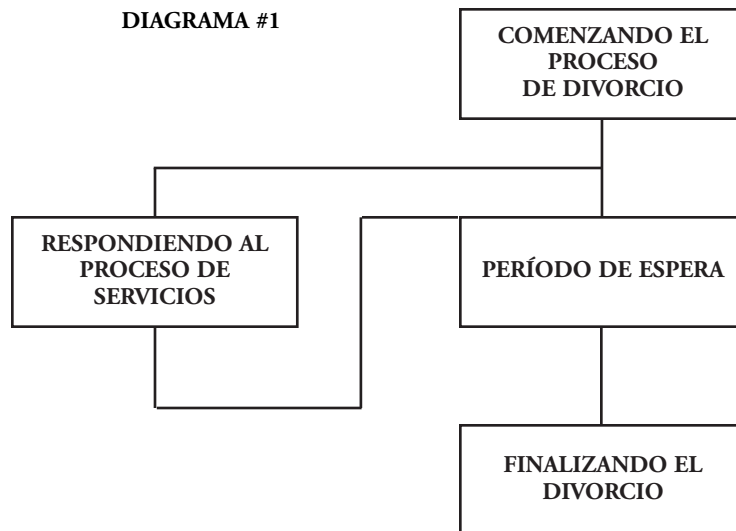 DIAGRAMA #1
COMENZANDO EL
PROCESO
DE DIVORCIO
RESPONDIENDO AL
PROCESO DE
SERVICIOS
PERÍODO DE ESPERA
FINALIZANDO EL
DIVORCIO